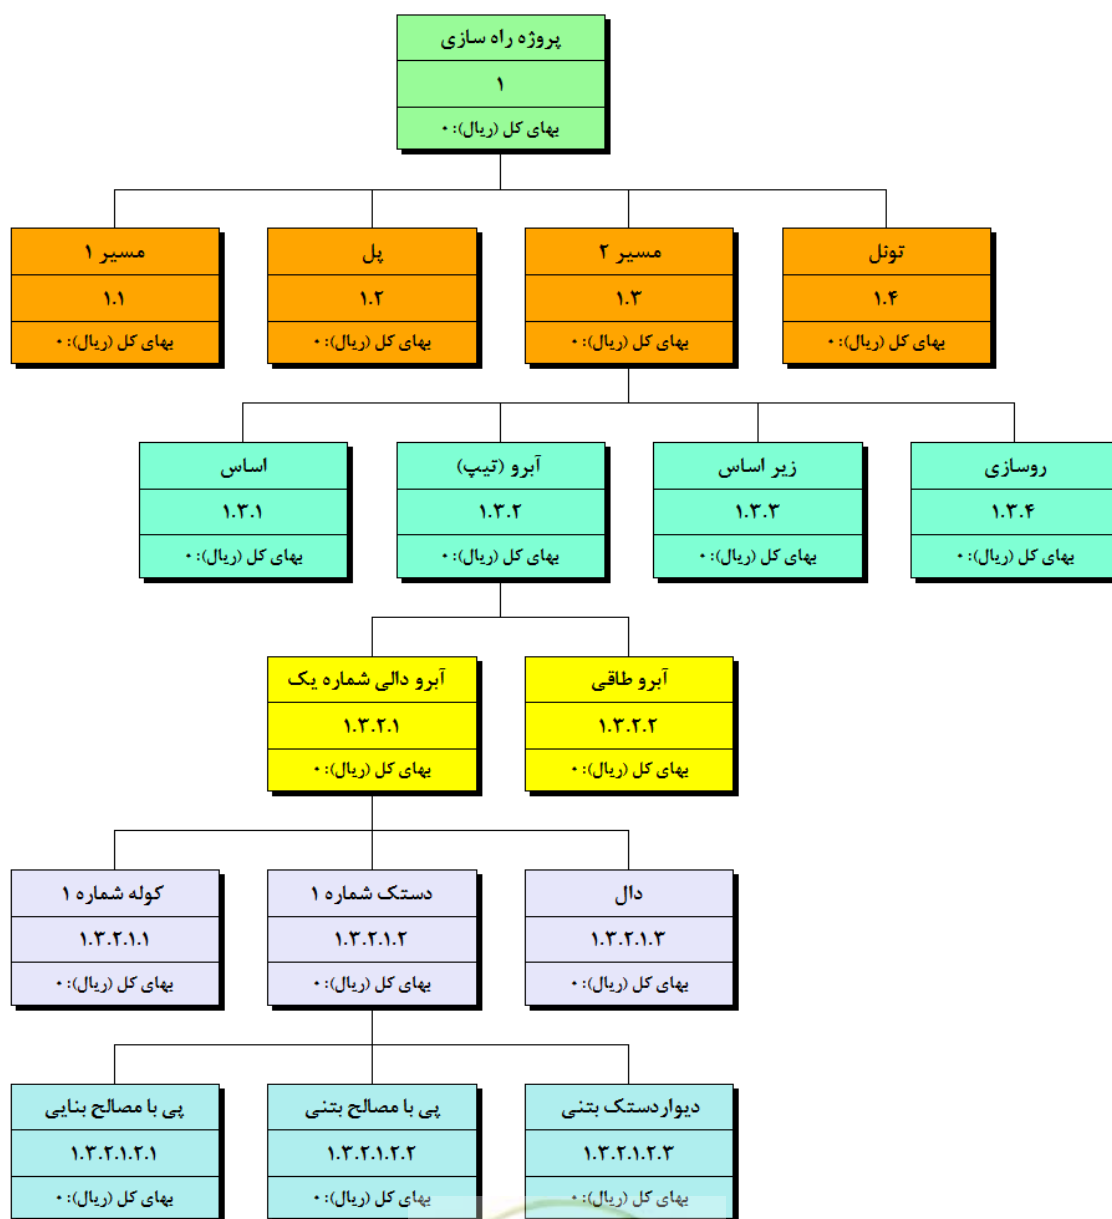 پروژه راه سازی
۱
بهای کل (ریال): ۰
مسیر ۱
۱.۱
بهای کل (ریال): ۰
پل
۱.۲
بهای کل (ریال): ۰
مسیر ۲
۱.۳
بهای کل (ریال): ۰
تونل
۱.۴
بهای کل (ریال): ۰
اساس
۱.۳.۱
بهای کل (ریال): ۰
آبرو (تیپ)
۱.۳.۲
بهای کل (ریال): ۰
زیر اساس
۱.۳.۳
بهای کل (ریال): ۰
روسازی
۱.۳.۴
بهای کل (ریال): ۰
آبرو دالی شماره یک
۱.۳.۲.۱
بهای کل (ریال): ۰
آبرو طاقی
۱.۳.۲.۲
بهای کل (ریال): ۰
کوله شماره ۱
۱.۳.۲.۱.۱
بهای کل (ریال): ۰
دستک شماره ۱
۱.۳.۲.۱.۲
بهای کل (ریال): ۰
دال
۱.۳.۲.۱.۳
بهای کل (ریال): ۰
پی با مصالح بنایی
۱.۳.۲.۱.۲.۱
بهای کل (ریال): ۰
پی با مصالح بتنی
۱.۳.۲.۱.۲.۲
بهای کل (ریال): ۰
دیواردستک بتنی
۱.۳.۲.۱.۲.۳
بهای کل (ریال): ۰